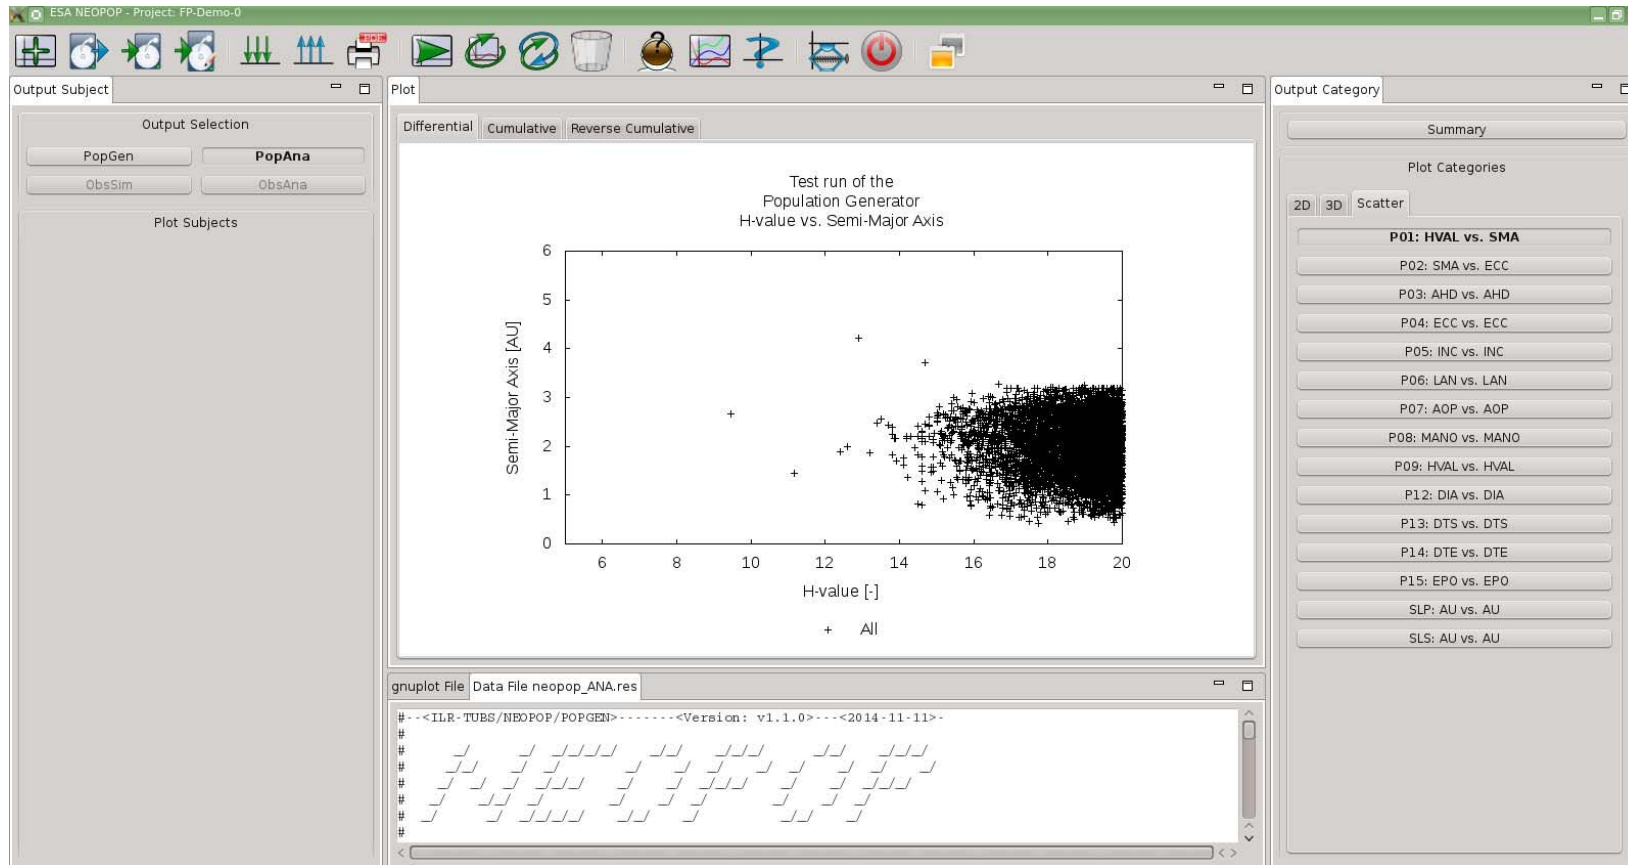 ESA NEOPOP - Project: FP-Demo-0
PDF
Output Subject
Output Selection
PopGen
PopAna
ObsSim
ObsAna
Plot Subjects
Plot
Differential
Cumulative
Reverse Cumulative
Test run of the
Population Generator
H-value vs. Semi-Major Axis
Semi-Major Axis [AU]
6
5
4
3
2
1
0
6 8 10 12 14 16 18 20
H-value [-]
+ All
gnuplot File
Data File neopop_ANA.res
#--<ILR-TUBS/NEOPOP/POPGEN>-------<Version: v1.1.0>---<2014-11-11>-
#
# NEOPOP
#
#
#
#
#
Output Category
Summary
Plot Categories
2D
3D
Scatter
P01: HVAL vs. SMA
P02: SMA vs. ECC
P03: AHD vs. AHD
P04: ECC vs. ECC
P05: INC vs. INC
P06: LAN vs. LAN
P07: AOP vs. AOP
P08: MANO vs. MANO
P09: HVAL vs. HVAL
P12: DIA vs. DIA
P13: DTS vs. DTS
P14: DTE vs. DTE
P15: EPO vs. EPO
SLP: AU vs. AU
SLS: AU vs. AU